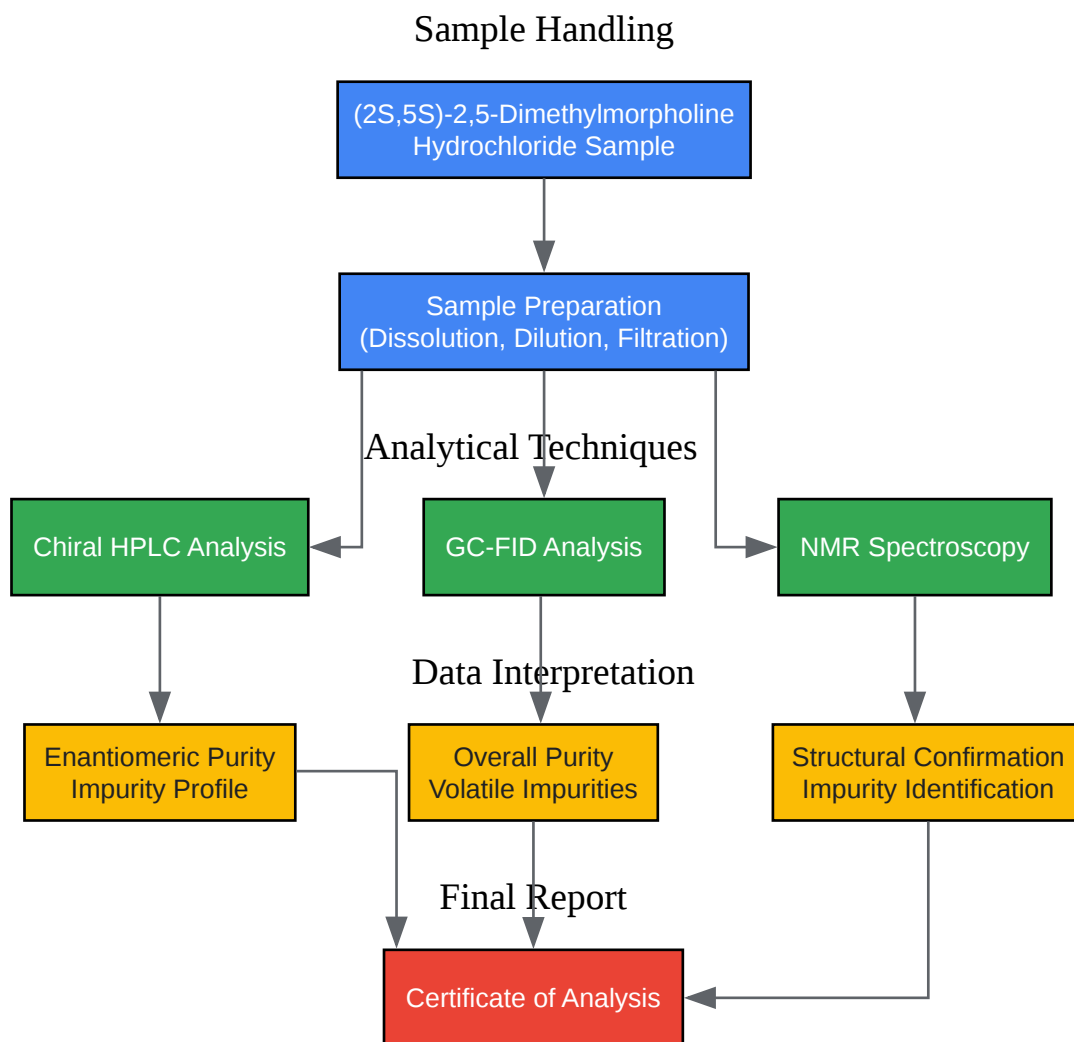 Sample Handling
(2S,5S)-2,5-Dimethylmorpholine
Hydrochloride Sample
Sample Preparation
(Dissolution, Dilution, Filtration)
Analytical Techniques
Chiral HPLC Analysis
GC-FID Analysis
NMR Spectroscopy
Data Interpretation
Enantiomeric Purity
Impurity Profile
Overall Purity
Volatile Impurities
Structural Confirmation
Impurity Identification
Final Report
Certificate of Analysis